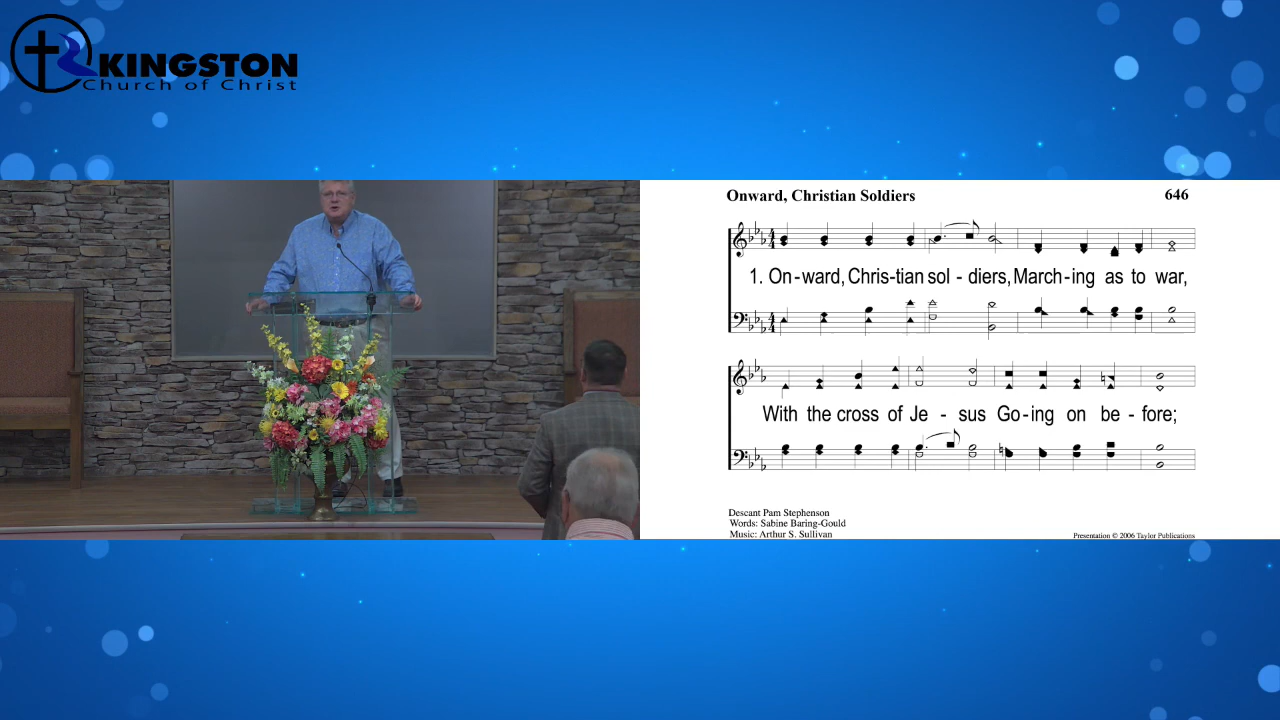 KINGSTON
Church of Christ
Onward, Christian Soldiers 646
1. On-ward, Chris-tian sol - diers, March-ing as to war,
With the cross of Je - sus Go-ing on be - fore;
Descant Pam Stephenson
Words: Sabine Baring-Gould
Music: Arthur S. Sullivan
Presentation © 2006 Taylor Publications